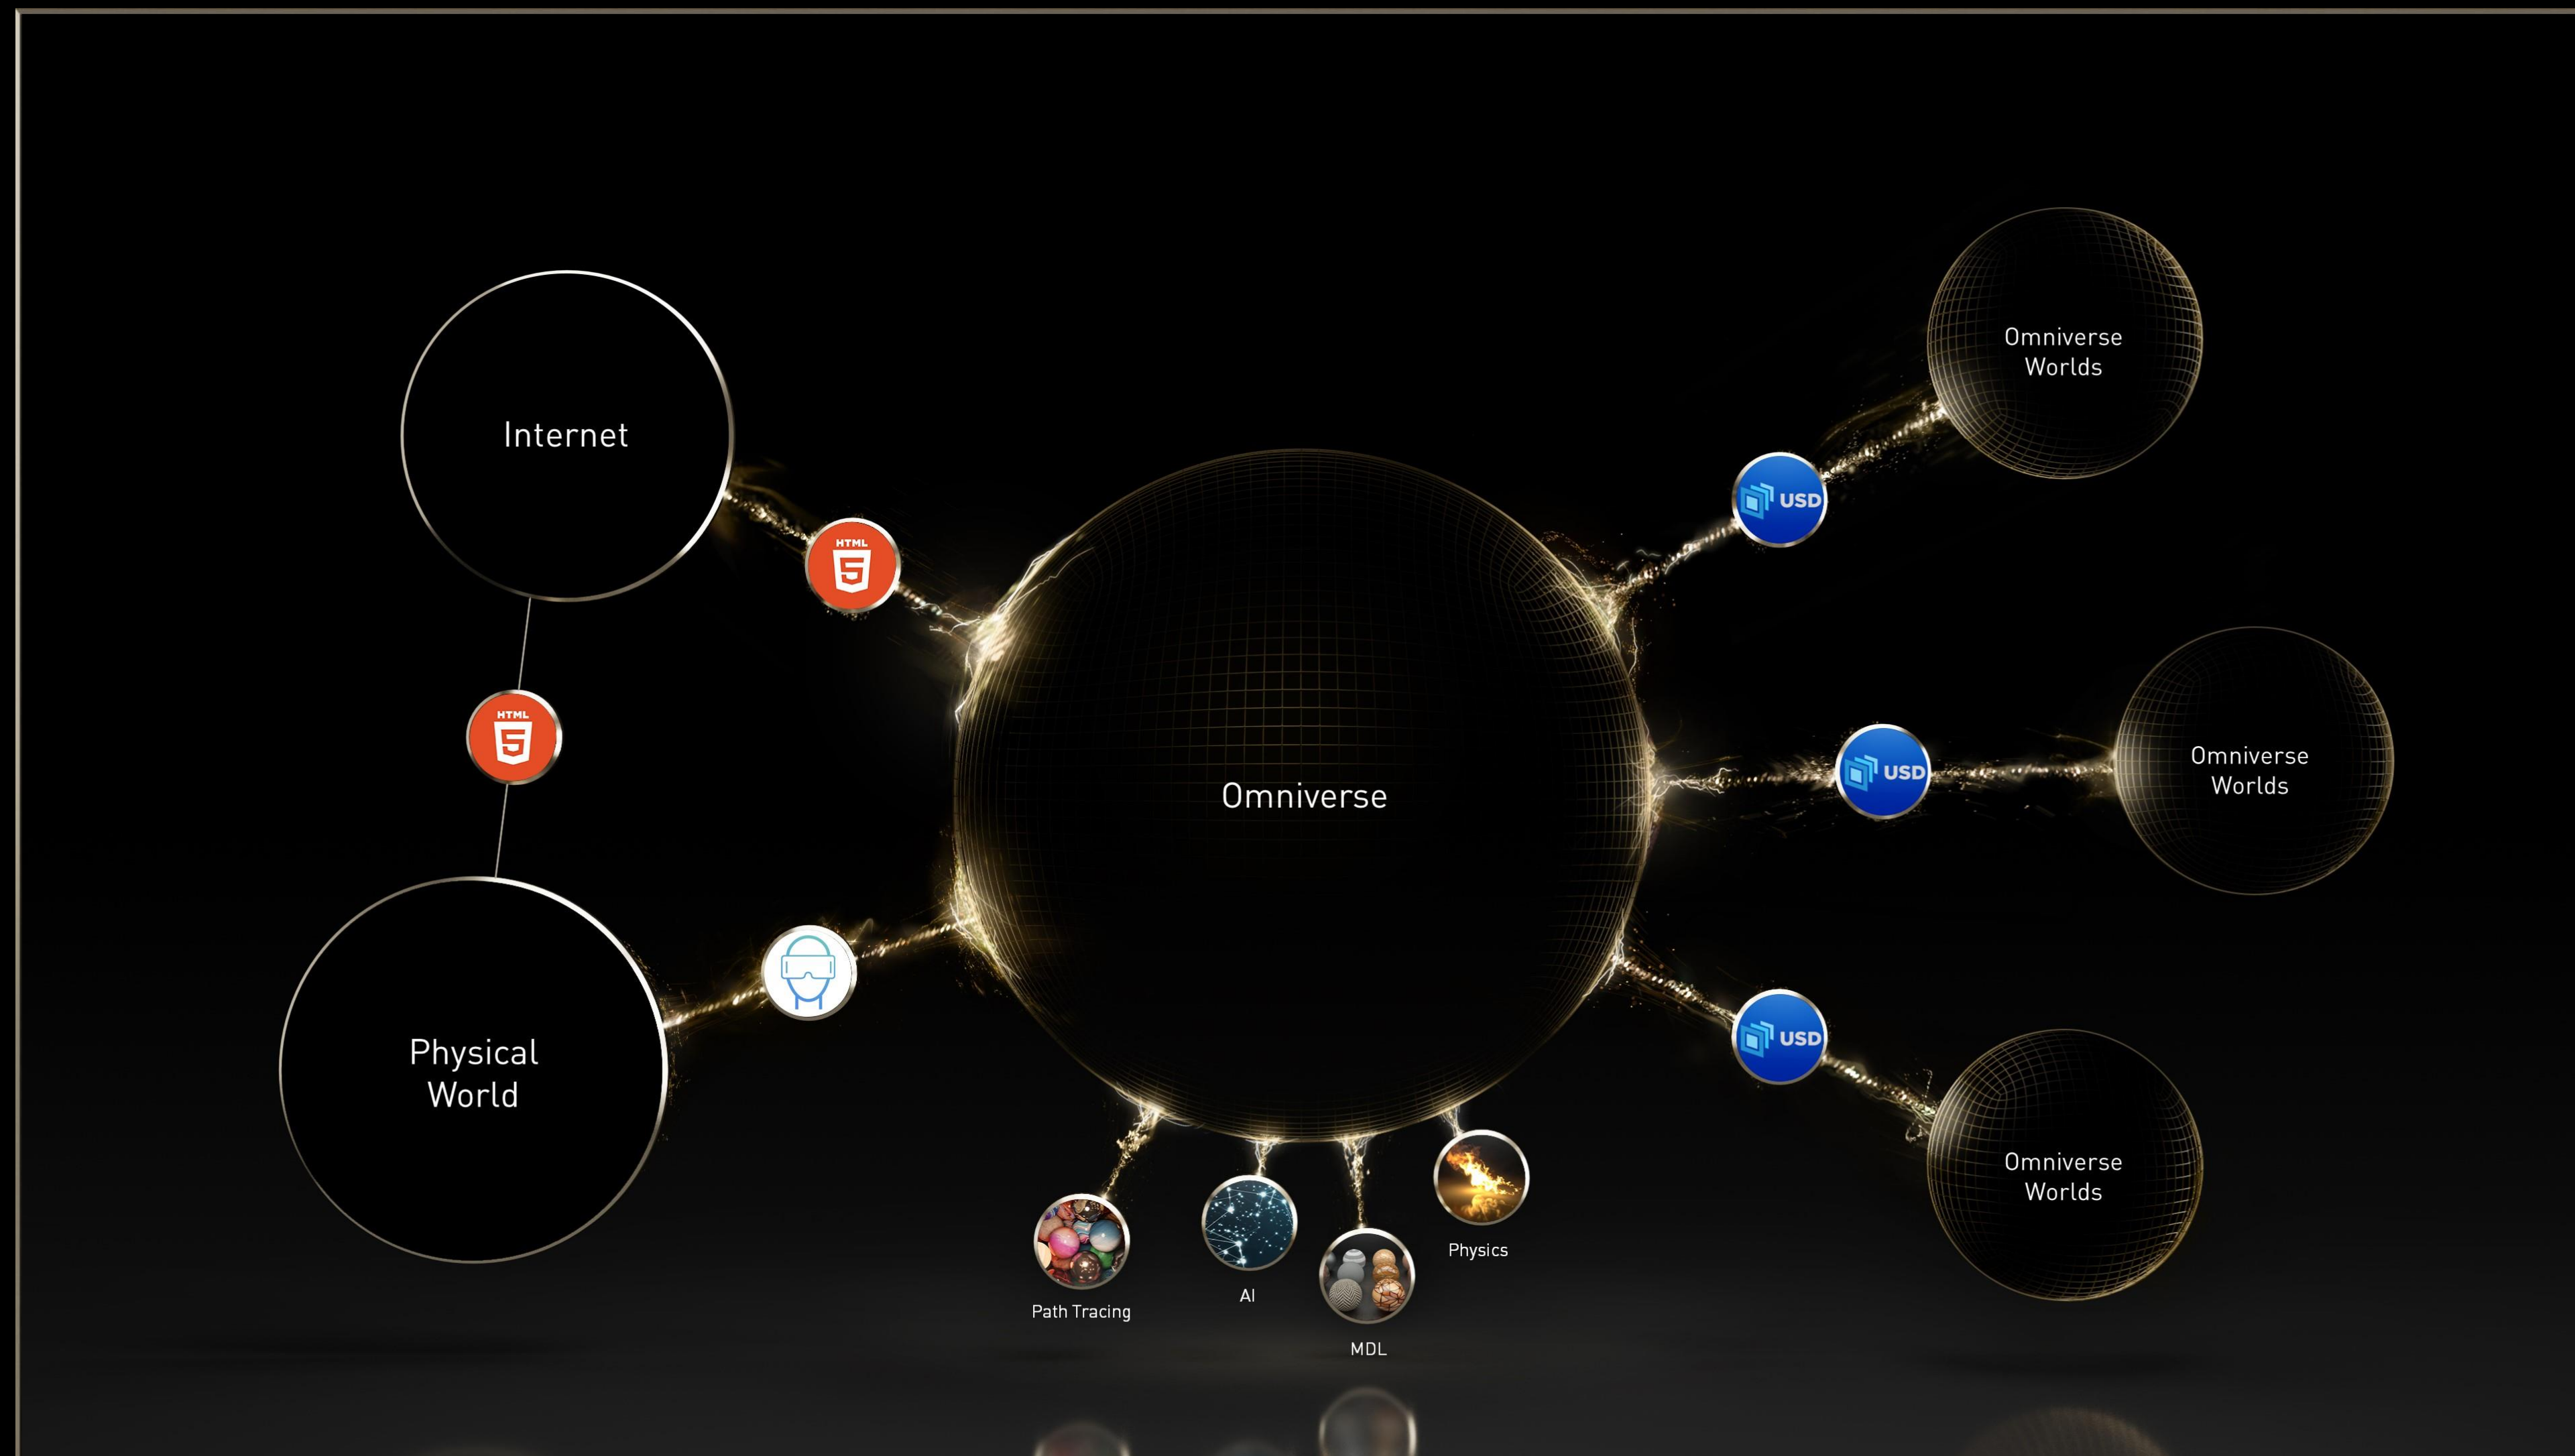 Internet
HTML
5
HTML
5
Physical
World
Omniverse
Path Tracing
AI
MDL
Physics
USD
Omniverse
Worlds
USD
Omniverse
Worlds
USD
Omniverse
Worlds